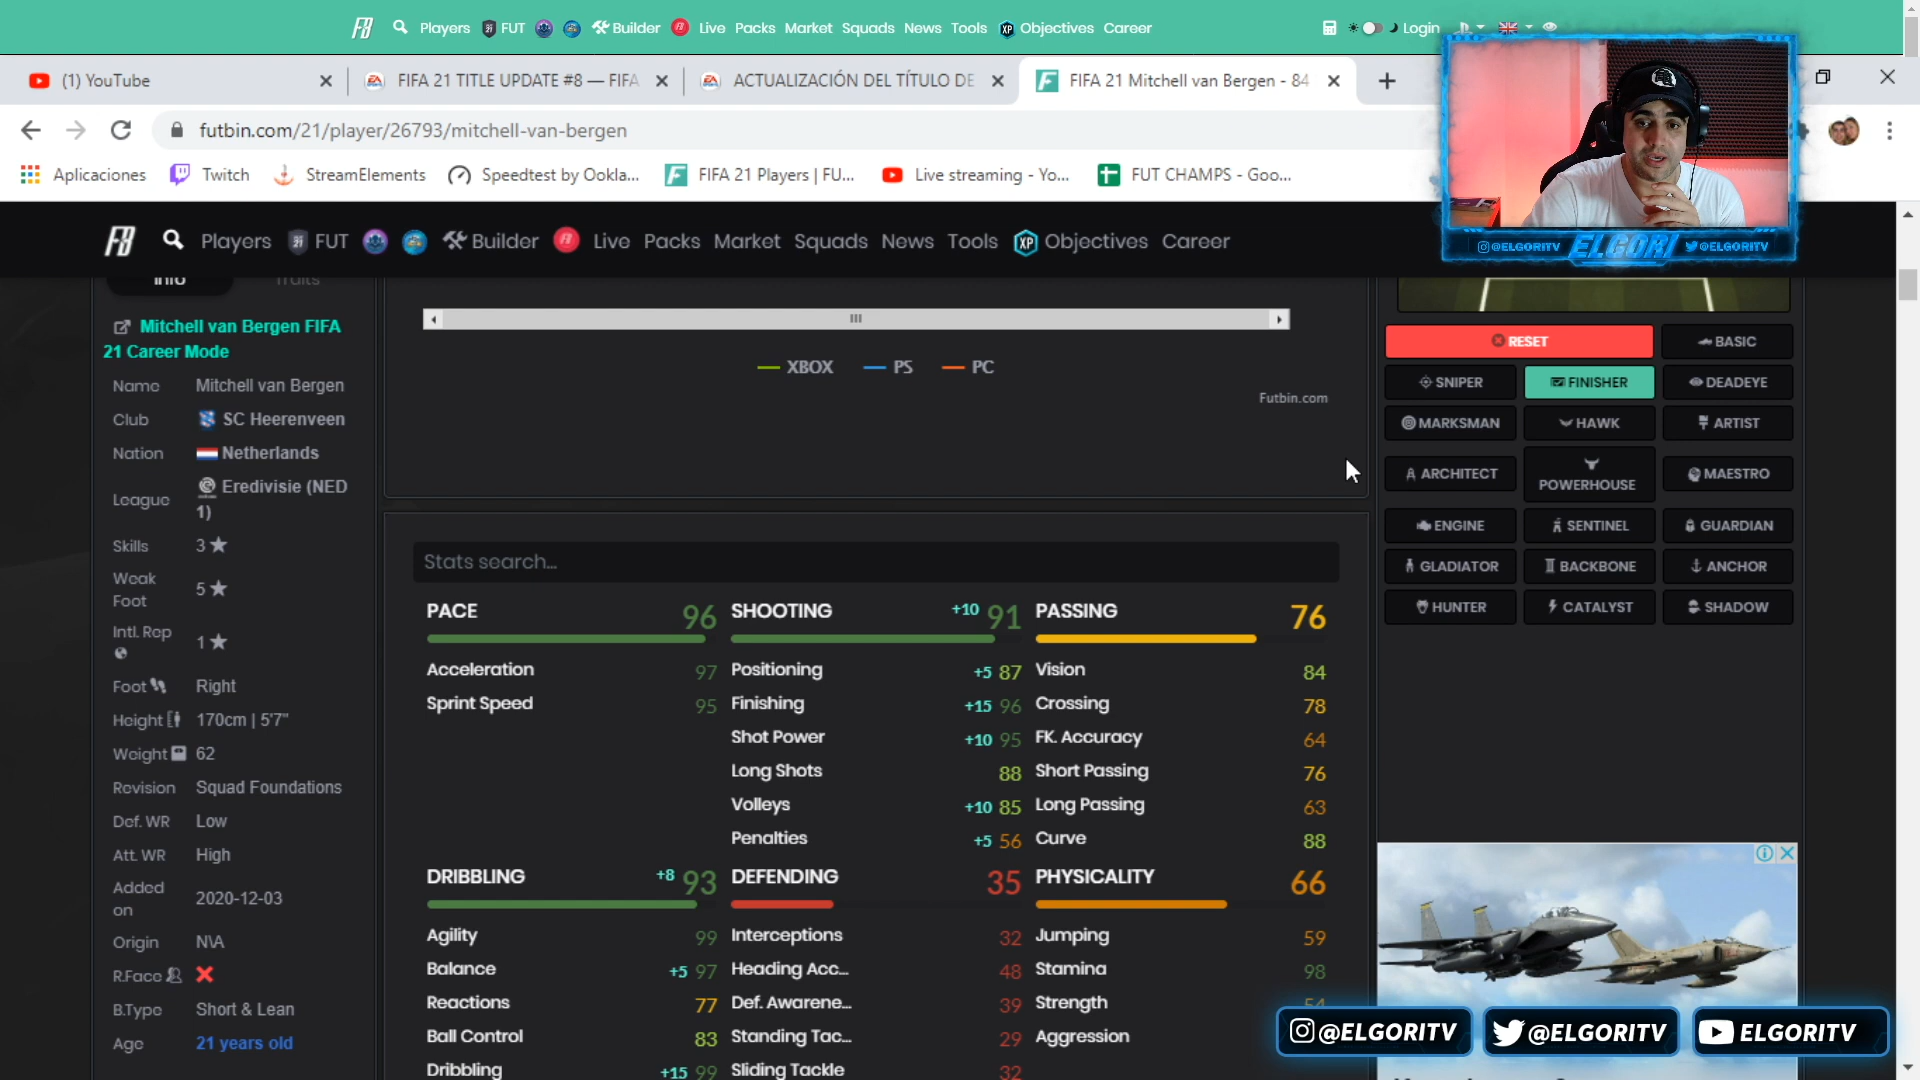 Players FUT Builder Live Packs Market Squads News Tools XP Objectives Career Login
(1) YouTube FIFA 21 TITLE UPDATE #8 — FIFA ACTUALIZACIÓN DEL TÍTULO DE FIFA 21 Mitchell van Bergen - 84
futbin.com/21/player/26793/mitchell-van-bergen
Aplicaciones Twitch StreamElements Speedtest by Ookla... FIFA 21 Players | FU... Live streaming - Yo... FUT CHAMPS - Goo...
@ELGORITV ELGORI @ELGORITV
Players FUT Builder Live Packs Market Squads News Tools XP Objectives Career
Info Traits
Mitchell van Bergen FIFA
21 Career Mode
Name Mitchell van Bergen
Club SC Heerenveen
Nation Netherlands
League Eredivisie (NED
1)
Skills 3
Weak
Foot 5
Intl. Rep 1
Foot Right
Height 170cm | 5'7"
Weight 62
Revision Squad Foundations
Def. WR Low
Att. WR High
Added
on 2020-12-03
Origin N\A
R.Face
B.Type Short & Lean
Age 21 years old
XBOX PS PC
Futbin.com
Stats search...
PACE 96
Acceleration 97
Sprint Speed 95
SHOOTING +10 91
Positioning +5 87
Finishing +15 96
Shot Power +10 95
Long Shots 88
Volleys +10 85
Penalties +5 56
PASSING 76
Vision 84
Crossing 78
FK. Accuracy 64
Short Passing 76
Long Passing 63
Curve 88
DRIBBLING +8 93
Agility 99
Balance +5 97
Reactions 77
Ball Control 83
Dribbling +15 99
DEFENDING 35
Interceptions 32
Heading Acc... 48
Def. Awarene... 39
Standing Tac... 29
Sliding Tackle 32
PHYSICALITY 66
Jumping 59
Stamina 98
Strength 54
Aggression
RESET BASIC
SNIPER FINISHER DEADEYE
MARKSMAN HAWK ARTIST
ARCHITECT POWERHOUSE MAESTRO
ENGINE SENTINEL GUARDIAN
GLADIATOR BACKBONE ANCHOR
HUNTER CATALYST SHADOW
@ELGORITV @ELGORITV ELGORITV